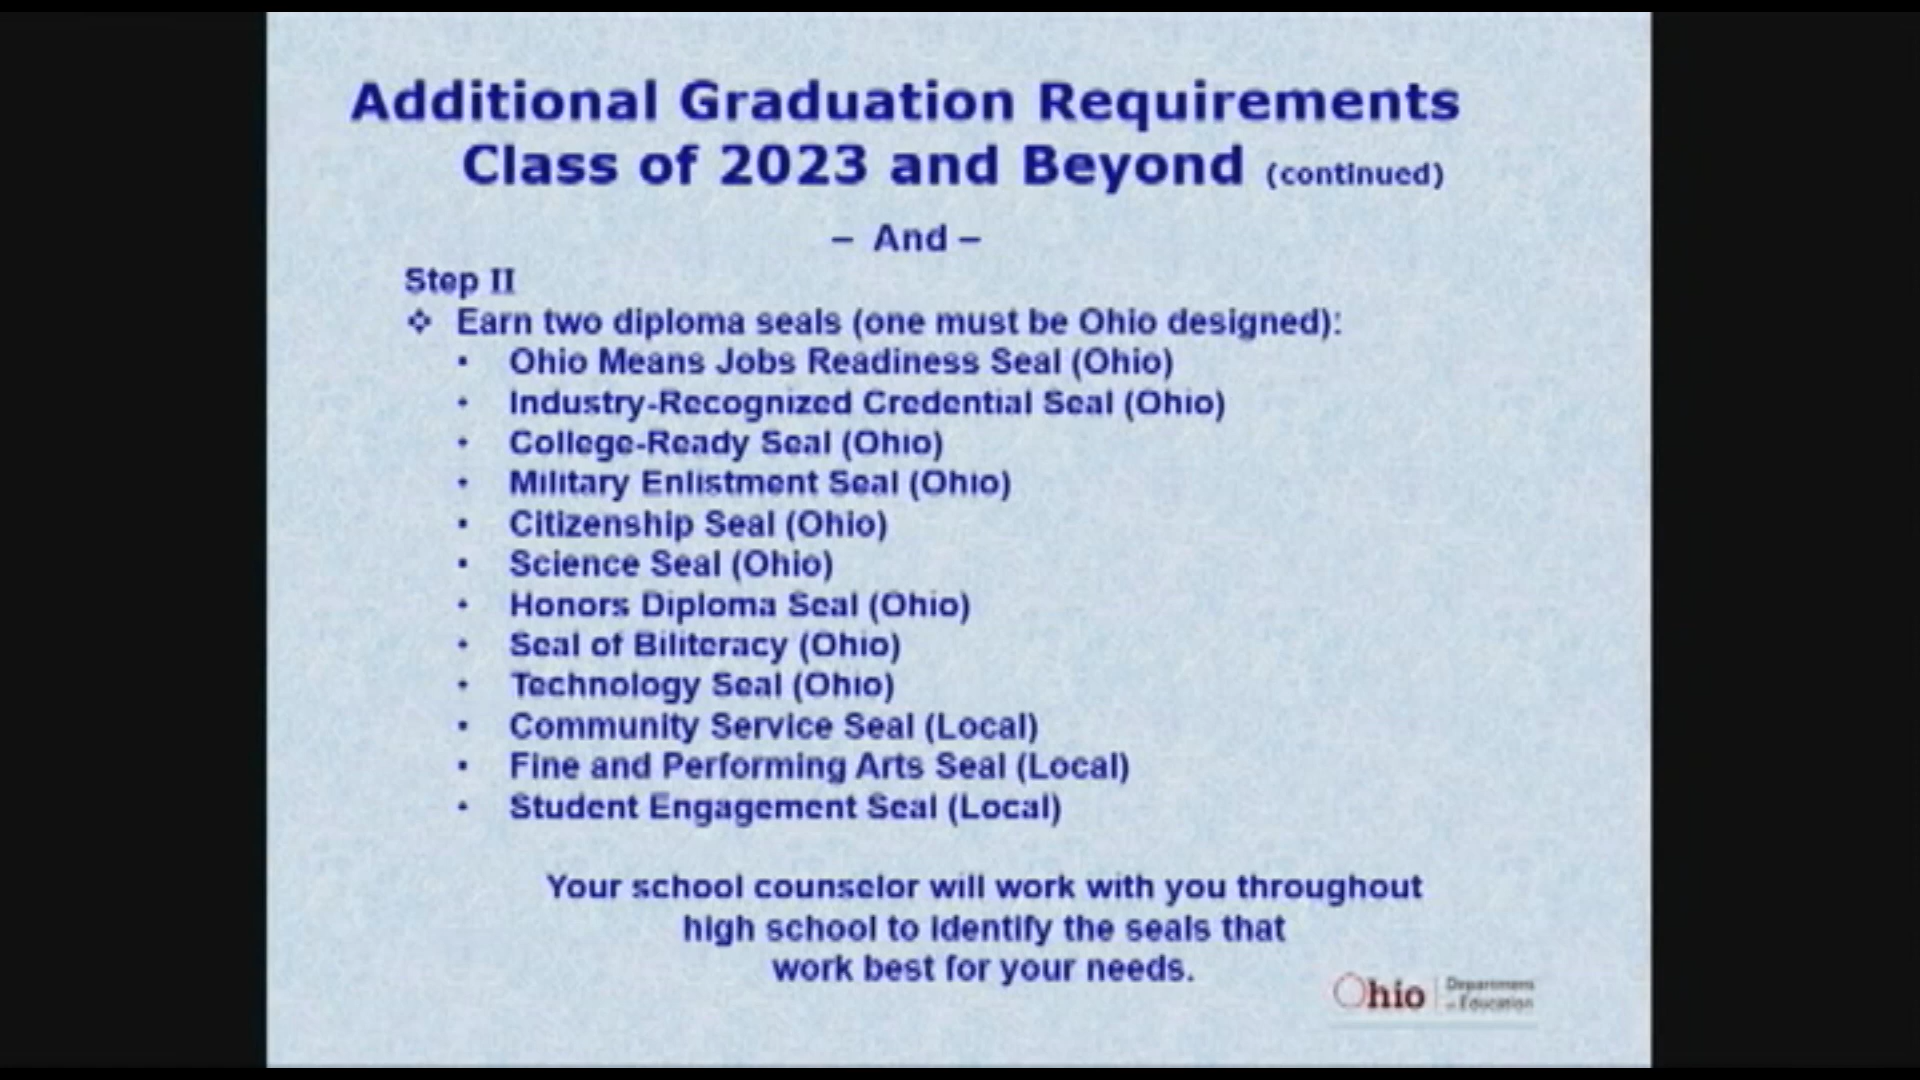 Additional Graduation Requirements
Class of 2023 and Beyond (continued)
– And –
Step II
❖ Earn two diploma seals (one must be Ohio designed):
• Ohio Means Jobs Readiness Seal (Ohio)
• Industry-Recognized Credential Seal (Ohio)
• College-Ready Seal (Ohio)
• Military Enlistment Seal (Ohio)
• Citizenship Seal (Ohio)
• Science Seal (Ohio)
• Honors Diploma Seal (Ohio)
• Seal of Biliteracy (Ohio)
• Technology Seal (Ohio)
• Community Service Seal (Local)
• Fine and Performing Arts Seal (Local)
• Student Engagement Seal (Local)
Your school counselor will work with you throughout
high school to identify the seals that
work best for your needs.
Ohio | Department
of Education